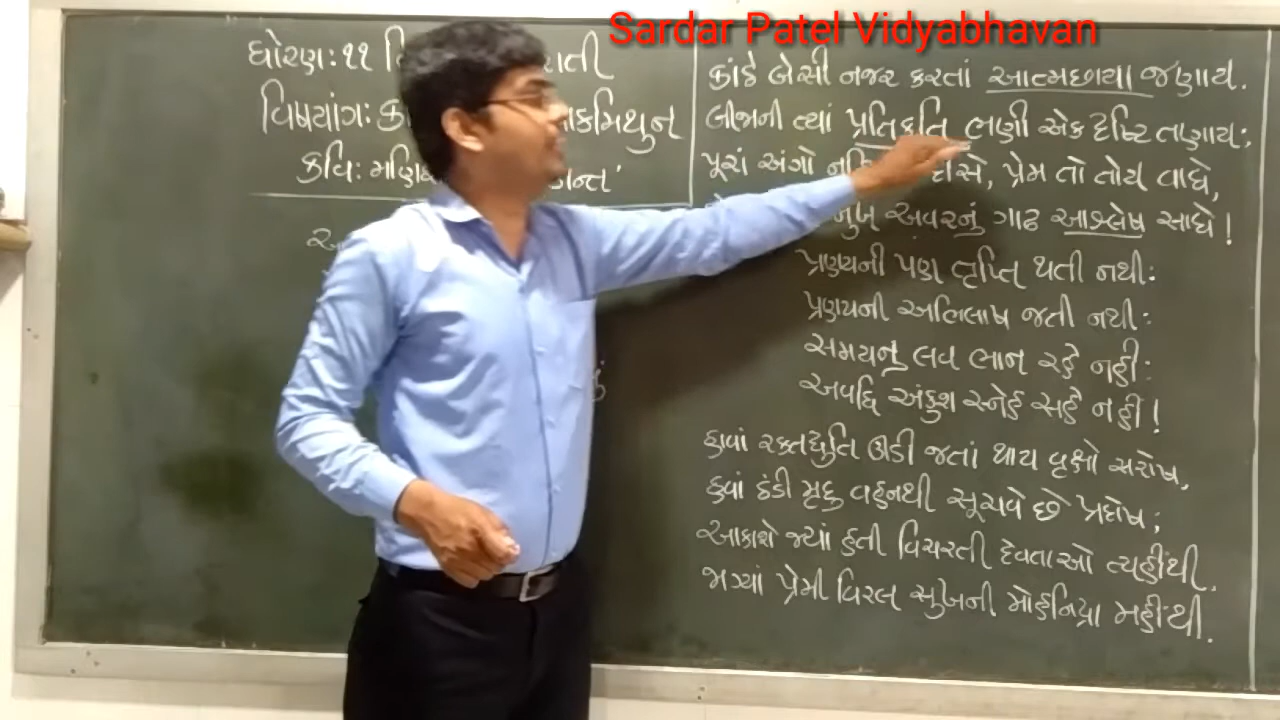 Sardar Patel Vidyabhavan
ધોરણઃ ૧૧
વિષયાંગઃ
કવિઃ
કાંઠે બેસી નજર કરતાં આત્મછાયા જણાય.
બીજાની ત્યાં પ્રતિકૃતિ ભણી એક દૃષ્ટિ તણાય;
પૂરાં અંગો પ્રેમ તો તોય વાધે,
અવરનું ગાઢ આશ્લેષ સાધે !
પ્રણયની પણ તૃપ્તિ થતી નથીઃ
પ્રણયની અભિલાષ જતી નથીઃ
સમયનું લવ ભાન રહે નહીંઃ
અવધિ અંકુશ સ્નેહ સહે નહીં !
હાવાં રક્તદ્યુતિ ઊડી જતાં થાય વૃક્ષો સરોષ,
હાવાં ઠંડી મૃદુ વહનથી સૂચવે છે પ્રદોષ;
આકાશે જ્યાં હતી વિચરતી દેવતાઓ ત્યહીંથી,
જાગ્યાં પ્રેમી વિરલ સુખની મોહનિદ્રા મહીંથી.